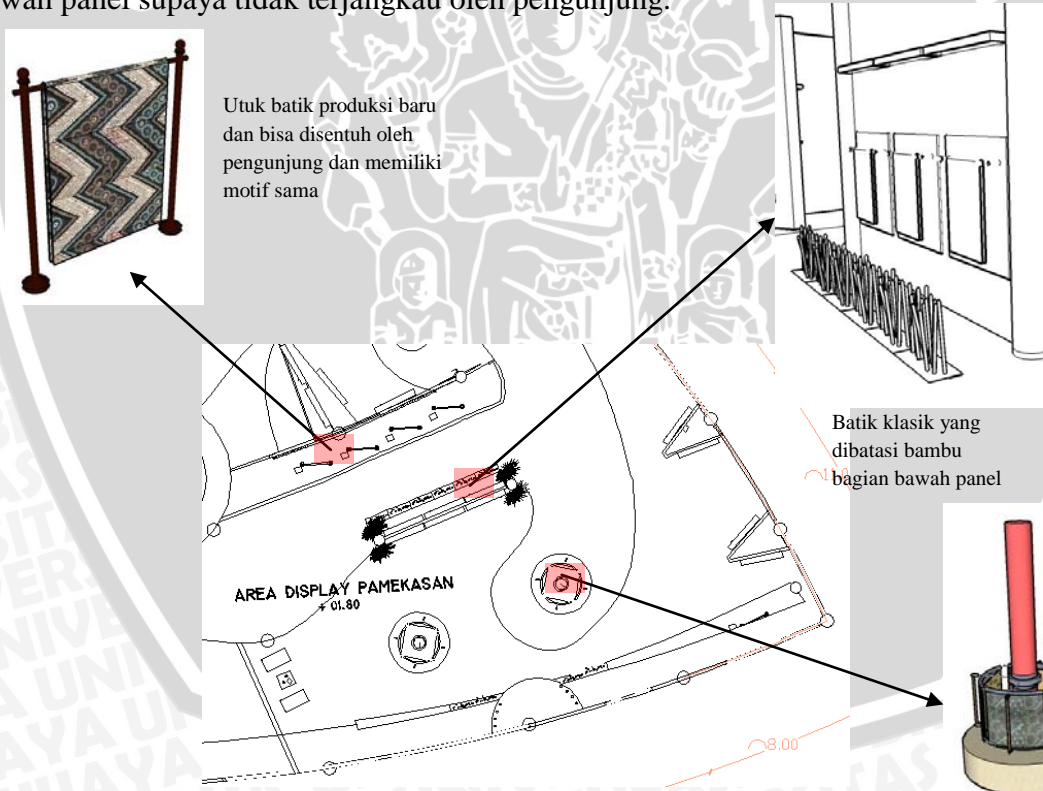 wah panel supaya tidak terjangkau oleh pengunjung.
Utuk batik produksi baru
dan bisa disentuh oleh
pengunjung dan memiliki
motif sama
Batik klasik yang
dibatasi bambu
bagian bawah panel
AREA DISPLAY PAMEKASAN
+ 01.80
8.00